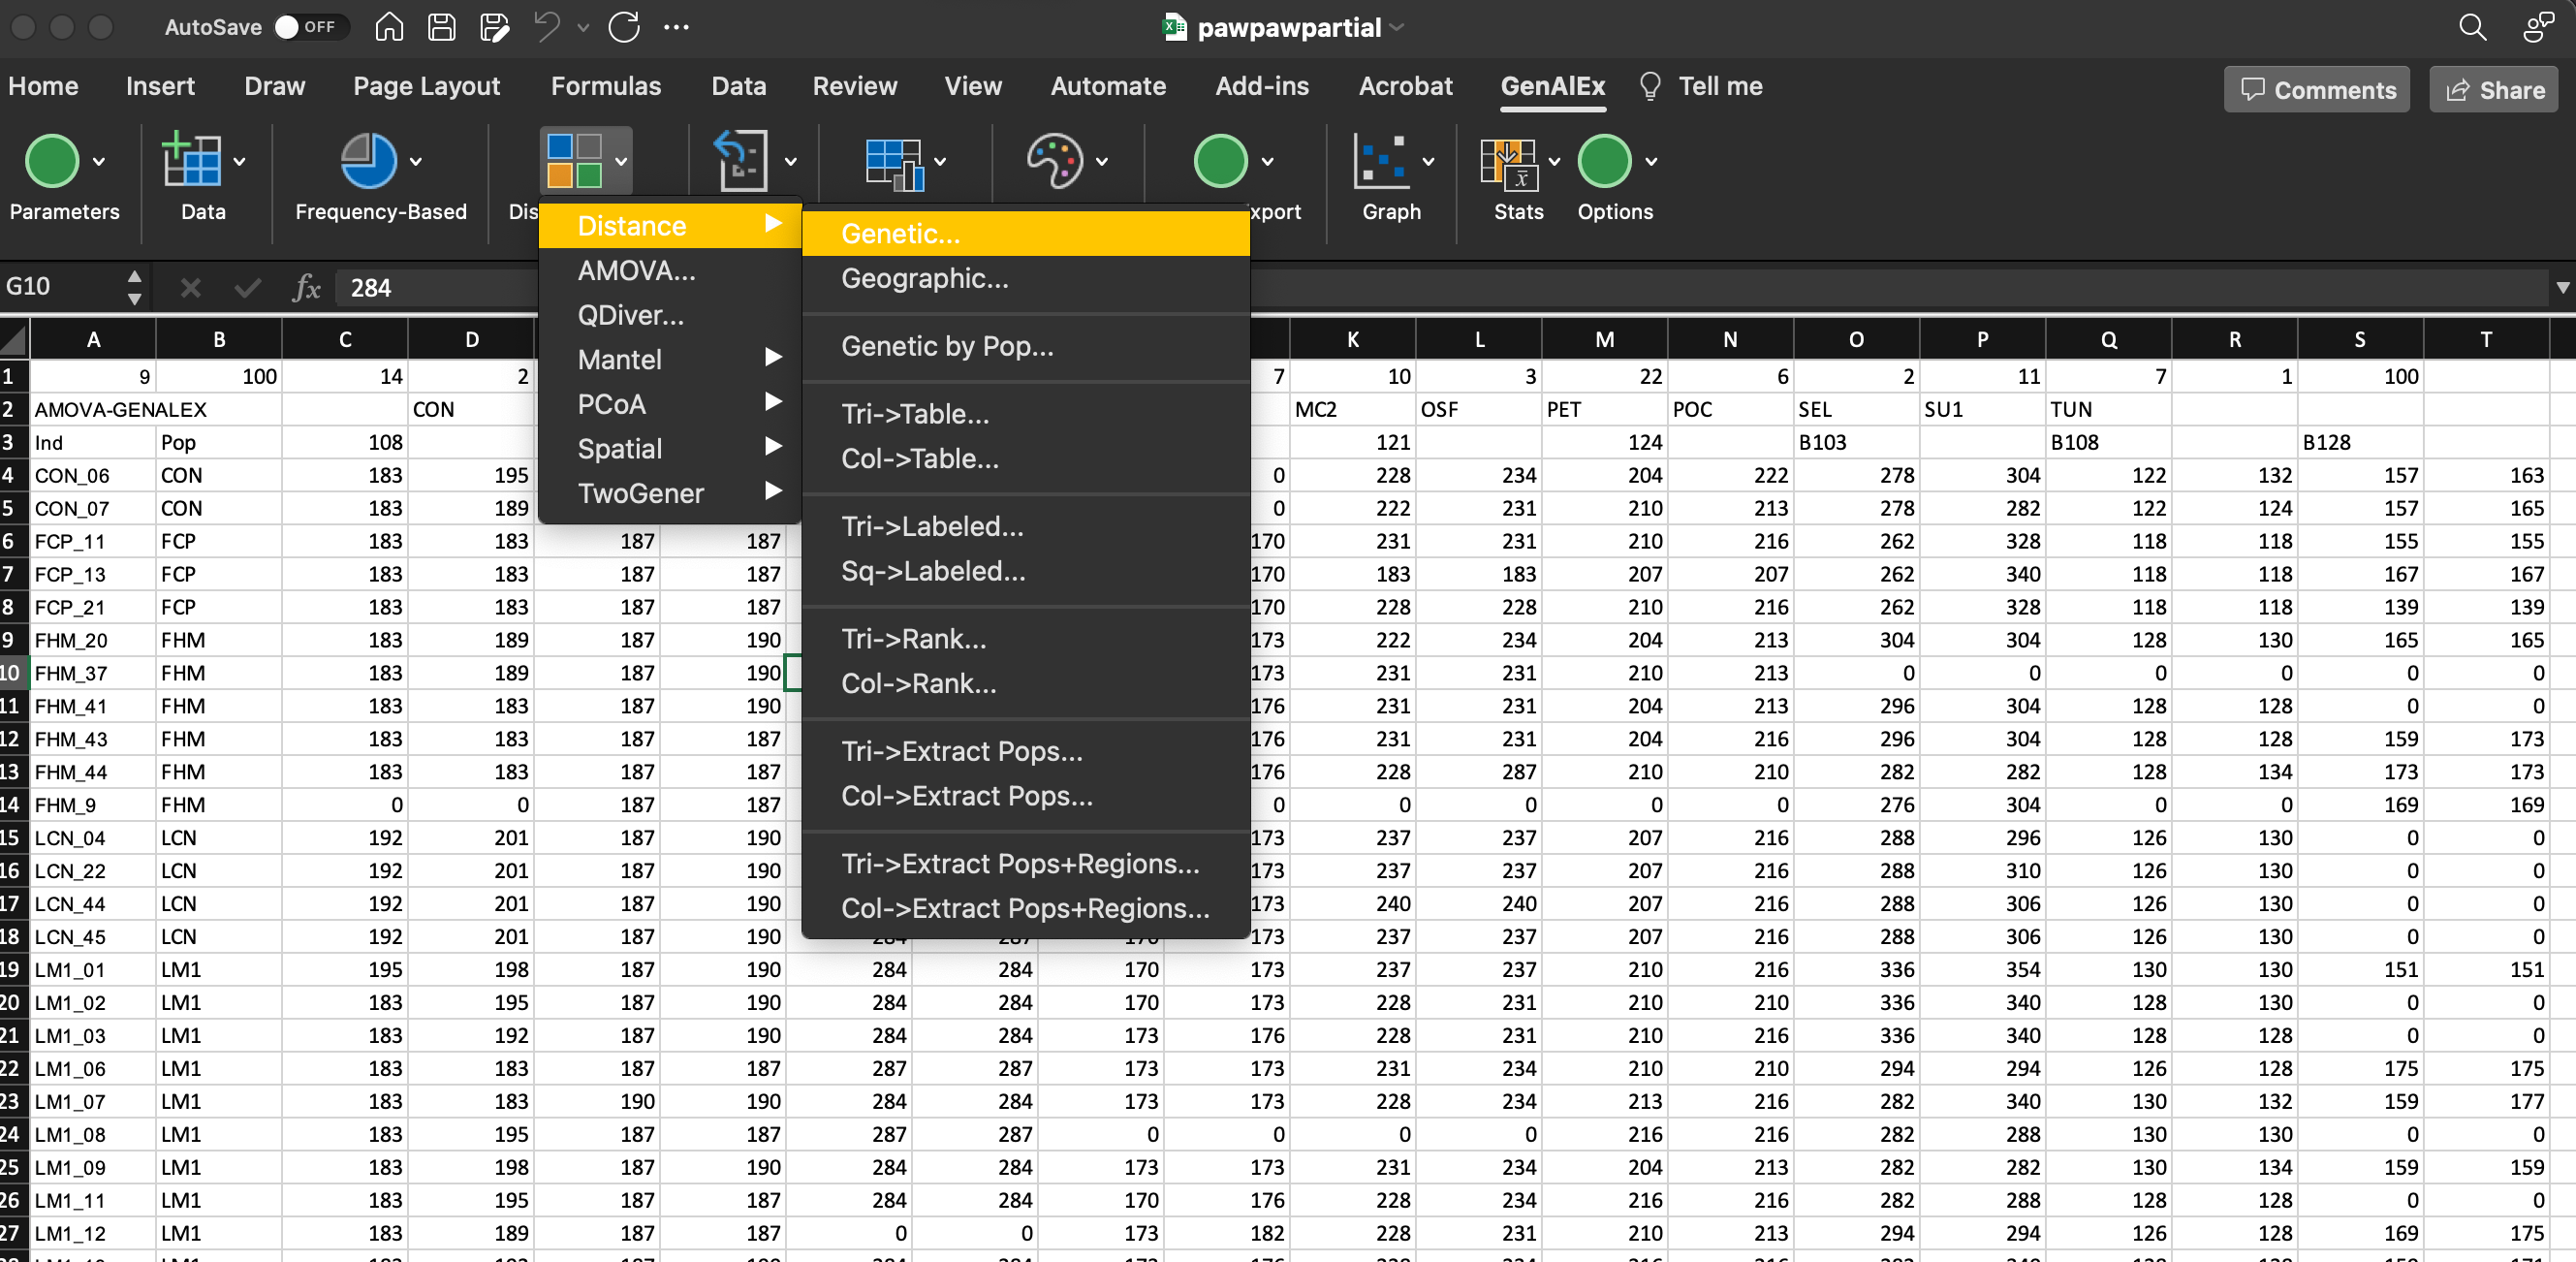 AutoSave OFF pawpawpartial
Home Insert Draw Page Layout Formulas Data Review View Automate Add-ins Acrobat GenAlEx Tell me Comments Share
Parameters Data Frequency-Based Dis xport Graph Stats Options
Distance
AMOVA...
QDiver...
Mantel
PCoA
Spatial
TwoGener
Genetic...
Geographic...
Genetic by Pop...
Tri->Table...
Col->Table...
Tri->Labeled...
Sq->Labeled...
Tri->Rank...
Col->Rank...
Tri->Extract Pops...
Col->Extract Pops...
Tri->Extract Pops+Regions...
Col->Extract Pops+Regions...
G10 fx 284
A B C D K L M N O P Q R S T
1 9 100 14 2 7 10 3 22 6 2 11 7 1 100
2 AMOVA-GENALEX CON MC2 OSF PET POC SEL SU1 TUN
3 Ind Pop 108 121 124 B103 B108 B128
4 CON_06 CON 183 195 0 228 234 204 222 278 304 122 132 157 163
5 CON_07 CON 183 189 0 222 231 210 213 278 282 122 124 157 165
6 FCP_11 FCP 183 183 187 187 170 231 231 210 216 262 328 118 118 155 155
7 FCP_13 FCP 183 183 187 187 170 183 183 207 207 262 340 118 118 167 167
8 FCP_21 FCP 183 183 187 187 170 228 228 210 216 262 328 118 118 139 139
9 FHM_20 FHM 183 189 187 190 173 222 234 204 213 304 304 128 130 165 165
10 FHM_37 FHM 183 189 187 190 173 231 231 210 213 0 0 0 0 0 0
11 FHM_41 FHM 183 183 187 190 176 231 231 204 213 296 304 128 128 0 0
12 FHM_43 FHM 183 183 187 187 176 231 231 204 216 296 304 128 128 159 173
13 FHM_44 FHM 183 183 187 187 176 228 287 210 210 282 282 128 134 173 173
14 FHM_9 FHM 0 0 187 187 0 0 0 0 0 276 304 0 0 169 169
15 LCN_04 LCN 192 201 187 190 173 237 237 207 216 288 296 126 130 0 0
16 LCN_22 LCN 192 201 187 190 173 237 237 207 216 288 310 126 130 0 0
17 LCN_44 LCN 192 201 187 190 173 240 240 207 216 288 306 126 130 0 0
18 LCN_45 LCN 192 201 187 190 173 237 237 207 216 288 306 126 130 0 0
19 LM1_01 LM1 195 198 187 190 284 284 170 173 237 237 210 216 336 354 130 130 151 151
20 LM1_02 LM1 183 195 187 190 284 284 170 173 228 231 210 210 336 340 128 130 0 0
21 LM1_03 LM1 183 192 187 190 284 284 173 176 228 231 210 216 336 340 128 128 0 0
22 LM1_06 LM1 183 183 187 187 287 287 173 173 231 234 210 210 294 294 126 128 175 175
23 LM1_07 LM1 183 183 190 190 284 284 173 173 228 234 213 216 282 340 130 132 159 177
24 LM1_08 LM1 183 195 187 187 287 287 0 0 0 0 216 216 282 288 130 130 0 0
25 LM1_09 LM1 183 198 187 190 284 284 173 173 231 234 204 213 282 282 130 134 159 159
26 LM1_11 LM1 183 195 187 187 284 284 170 176 228 234 216 216 282 288 128 128 0 0
27 LM1_12 LM1 183 189 187 187 0 0 173 182 228 231 210 213 294 294 126 128 169 175